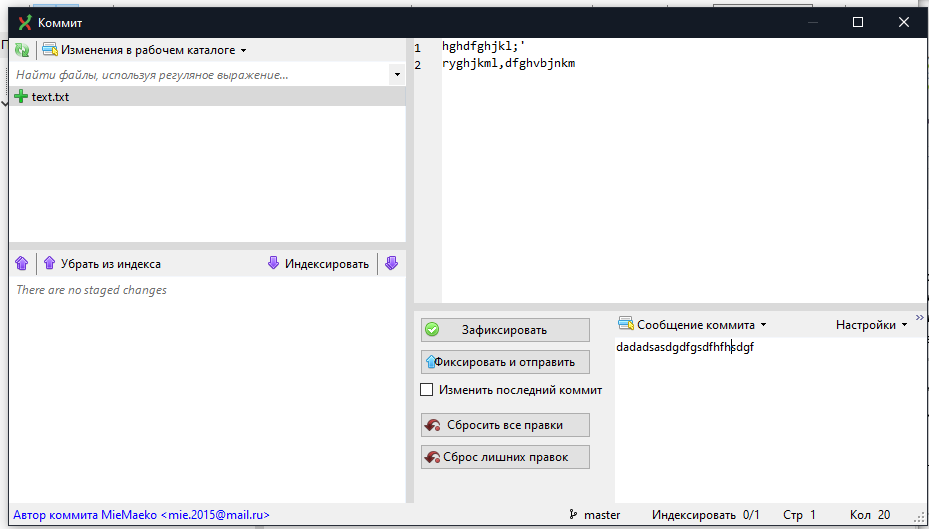 Коммит
Изменения в рабочем каталоге
Найти файлы, используя регуляное выражение...
text.txt
Убрать из индекса
Индексировать
There are no staged changes
1 hghdfghjkl;'
2 ryghjkml,dfghvbjnkm
Зафиксировать
Фиксировать и отправить
Изменить последний коммит
Сбросить все правки
Сброс лишних правок
Сообщение коммита
Настройки
dadadsasdgdfgsdfhfhsdgf
Автор коммита MieMaeko <mie.2015@mail.ru>
master
Индексировать 0/1
Стр 1
Кол 20